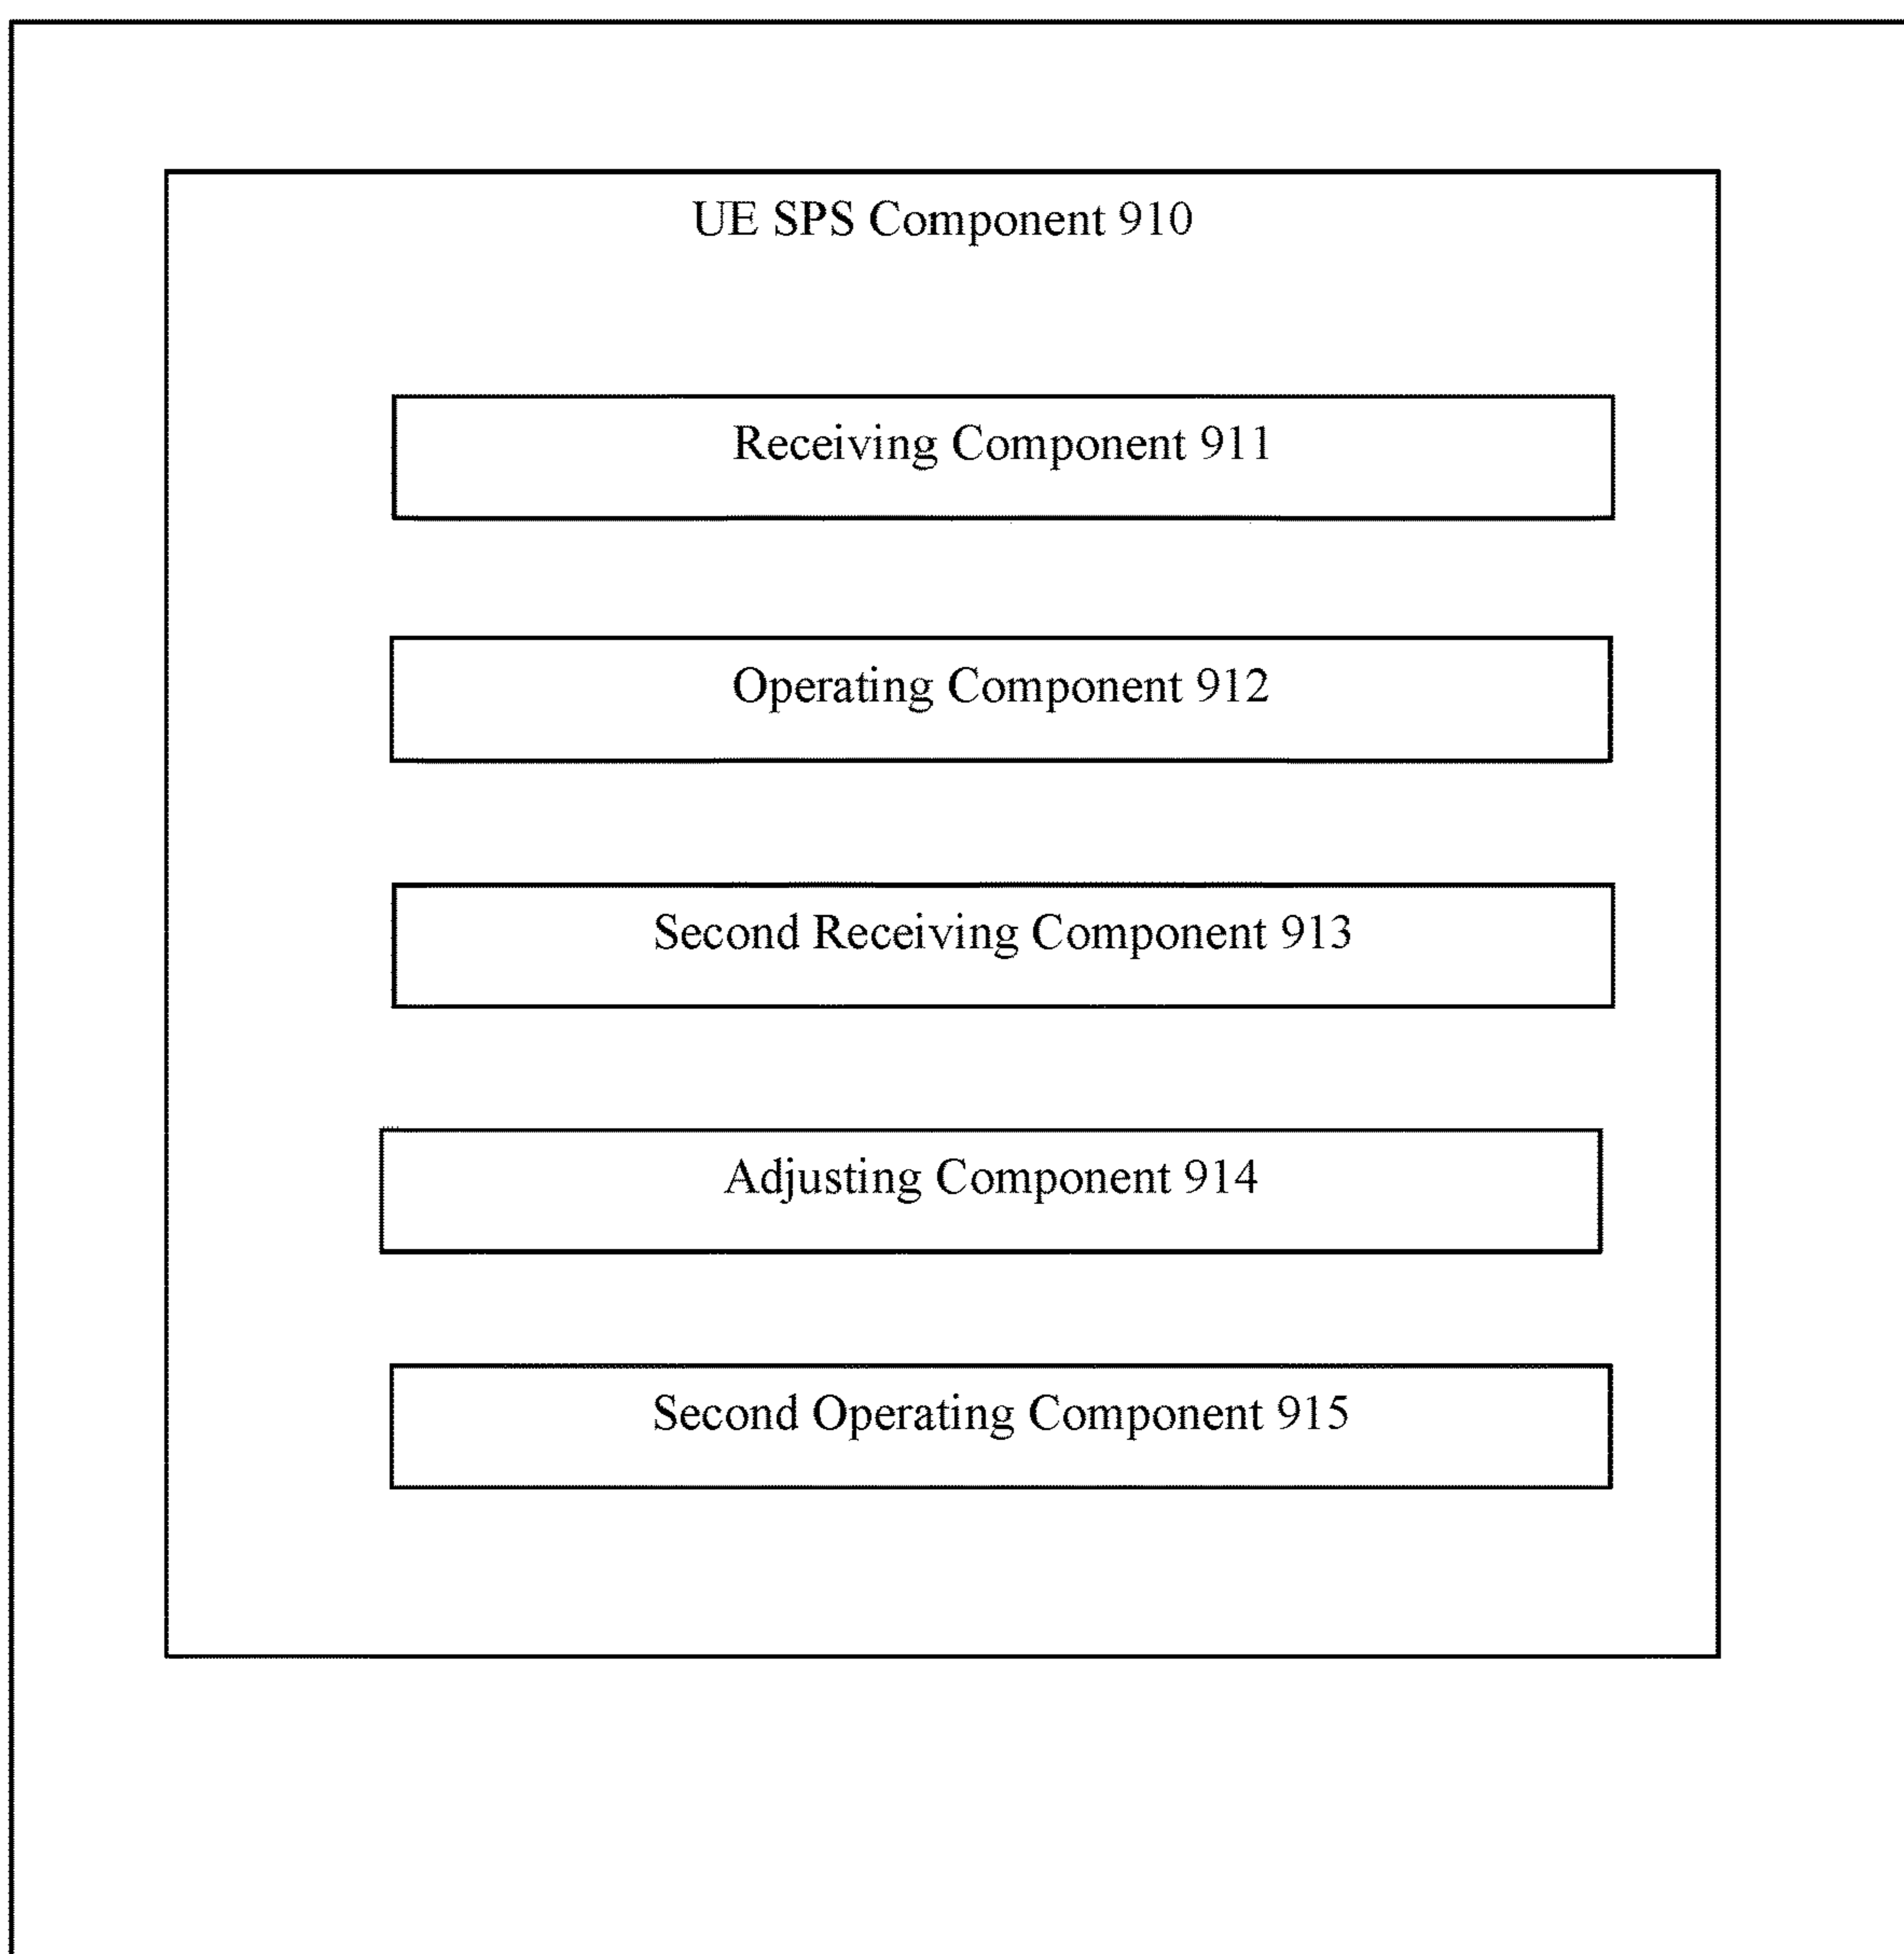 UE SPS Component 910
Receiving Component 911
Operating Component 912
Second Receiving Component 913
Adjusting Component 914
Second Operating Component 915